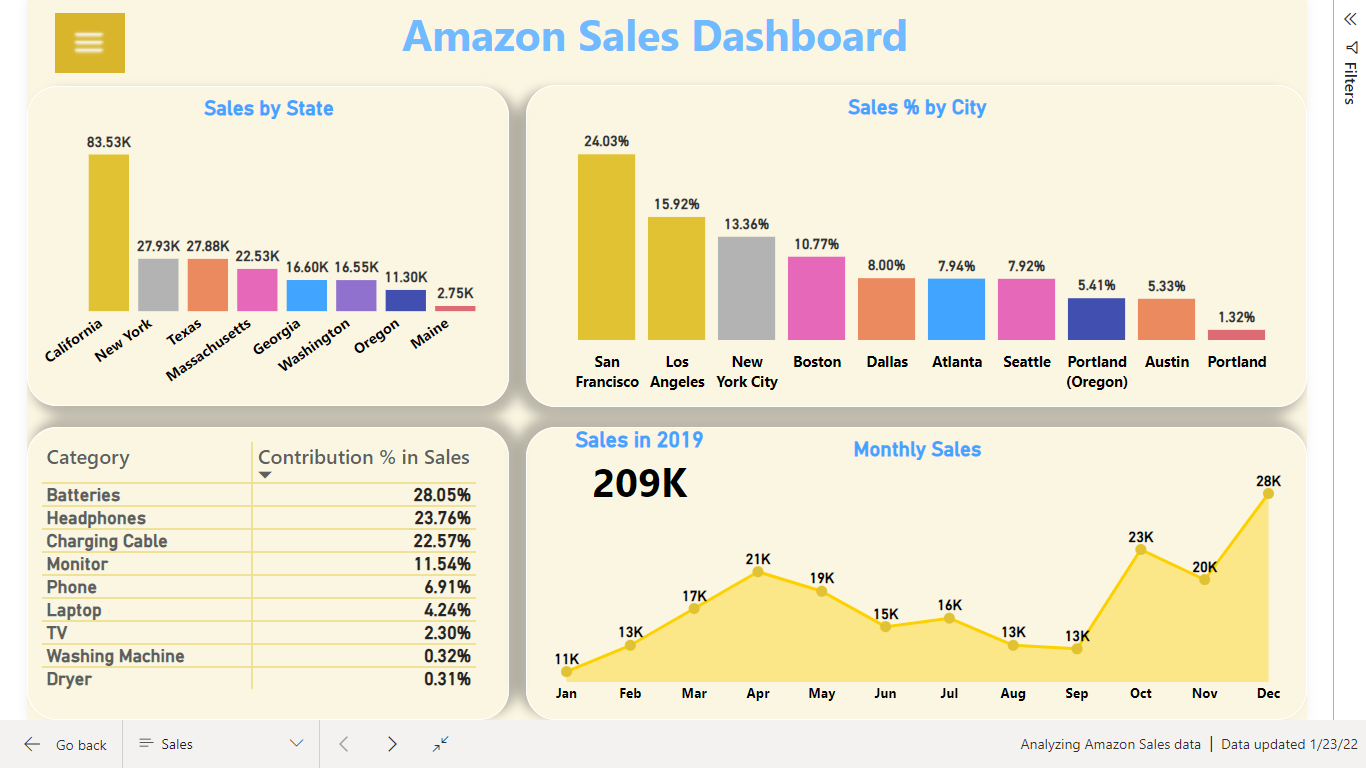 Amazon Sales Dashboard
Filters
Sales by State
83.53K
27.93K 27.88K 22.53K 16.60K 16.55K 11.30K 2.75K
California New York Texas Massachusetts Georgia Washington Oregon Maine
Sales % by City
24.03% 15.92% 13.36% 10.77% 8.00% 7.94% 7.92% 5.41% 5.33% 1.32%
San Los New Boston Dallas Atlanta Seattle Portland Austin Portland
Francisco Angeles York City (Oregon)
Category Contribution % in Sales
Batteries 28.05%
Headphones 23.76%
Charging Cable 22.57%
Monitor 11.54%
Phone 6.91%
Laptop 4.24%
TV 2.30%
Washing Machine 0.32%
Dryer 0.31%
Sales in 2019
209K
Monthly Sales
11K 13K 17K 21K 19K 15K 16K 13K 13K 23K 20K 28K
Jan Feb Mar Apr May Jun Jul Aug Sep Oct Nov Dec
Go back Sales Analyzing Amazon Sales data | Data updated 1/23/22